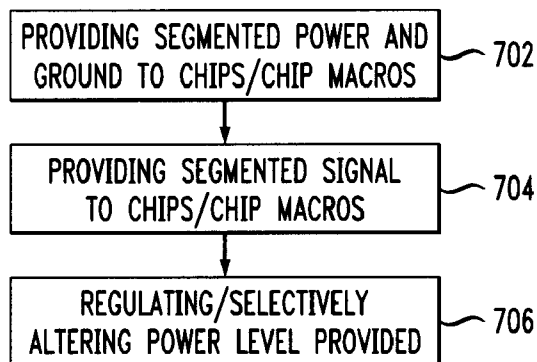 PROVIDING SEGMENTED POWER AND
GROUND TO CHIPS/CHIP MACROS
702
PROVIDING SEGMENTED SIGNAL
TO CHIPS/CHIP MACROS
704
REGULATING/SELECTIVELY
ALTERING POWER LEVEL PROVIDED
706